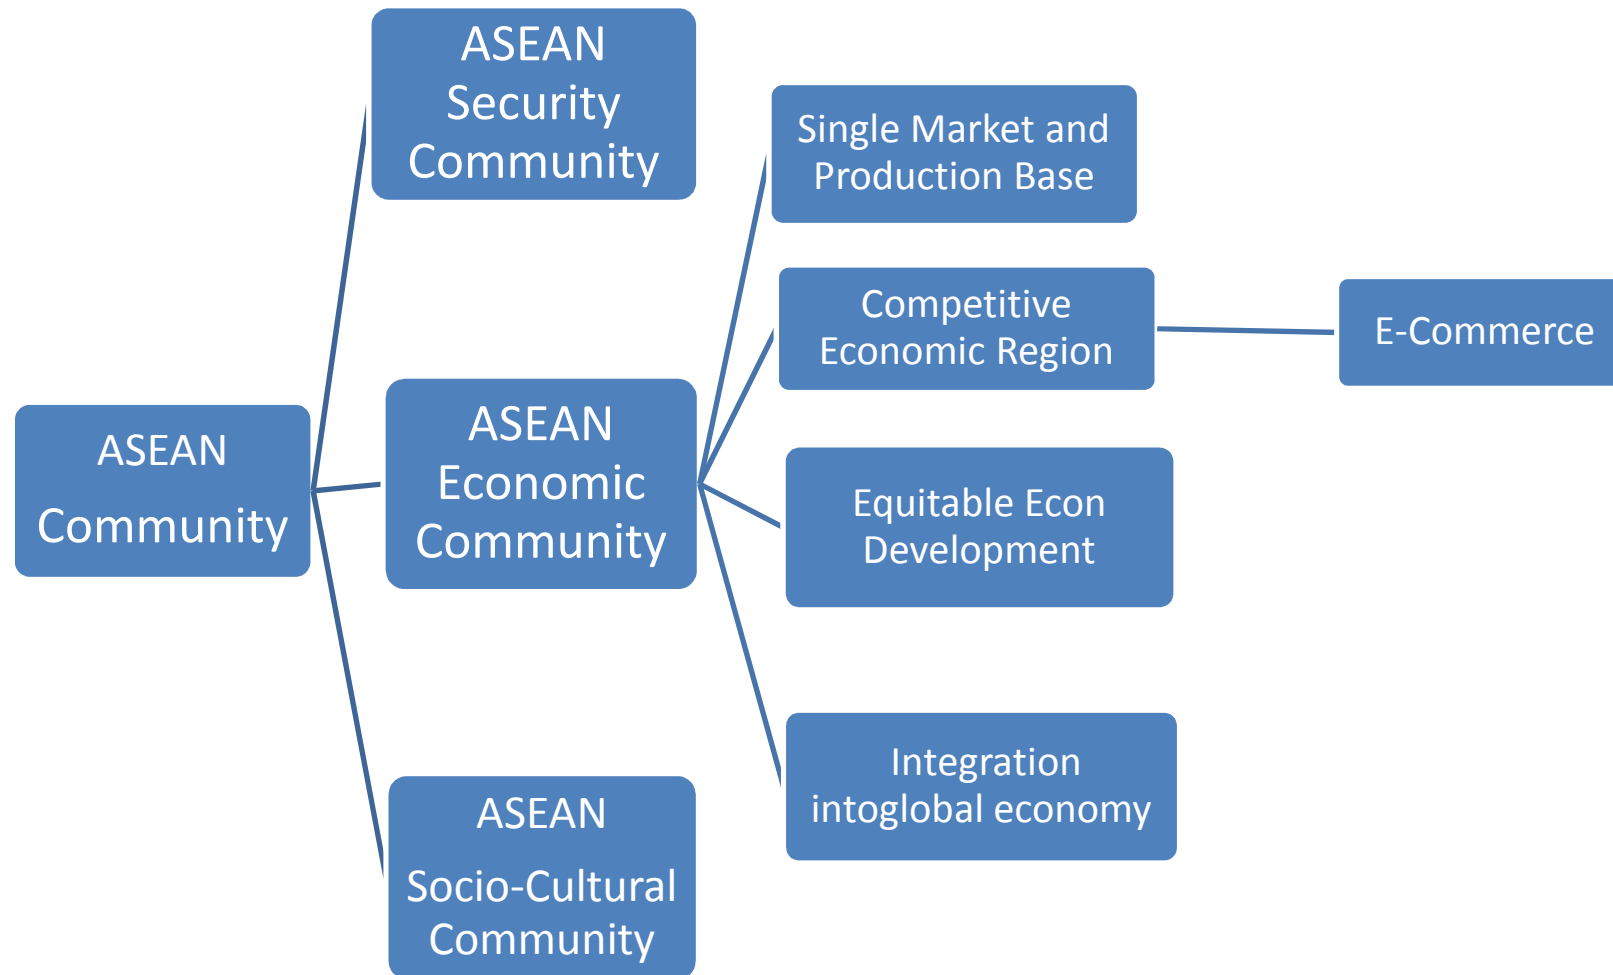 ASEAN
Community
ASEAN
Security
Community
ASEAN
Economic
Community
ASEAN
Socio-Cultural
Community
Single Market and
Production Base
Competitive
Economic Region
Equitable Econ
Development
Integration
intoglobal economy
E-Commerce